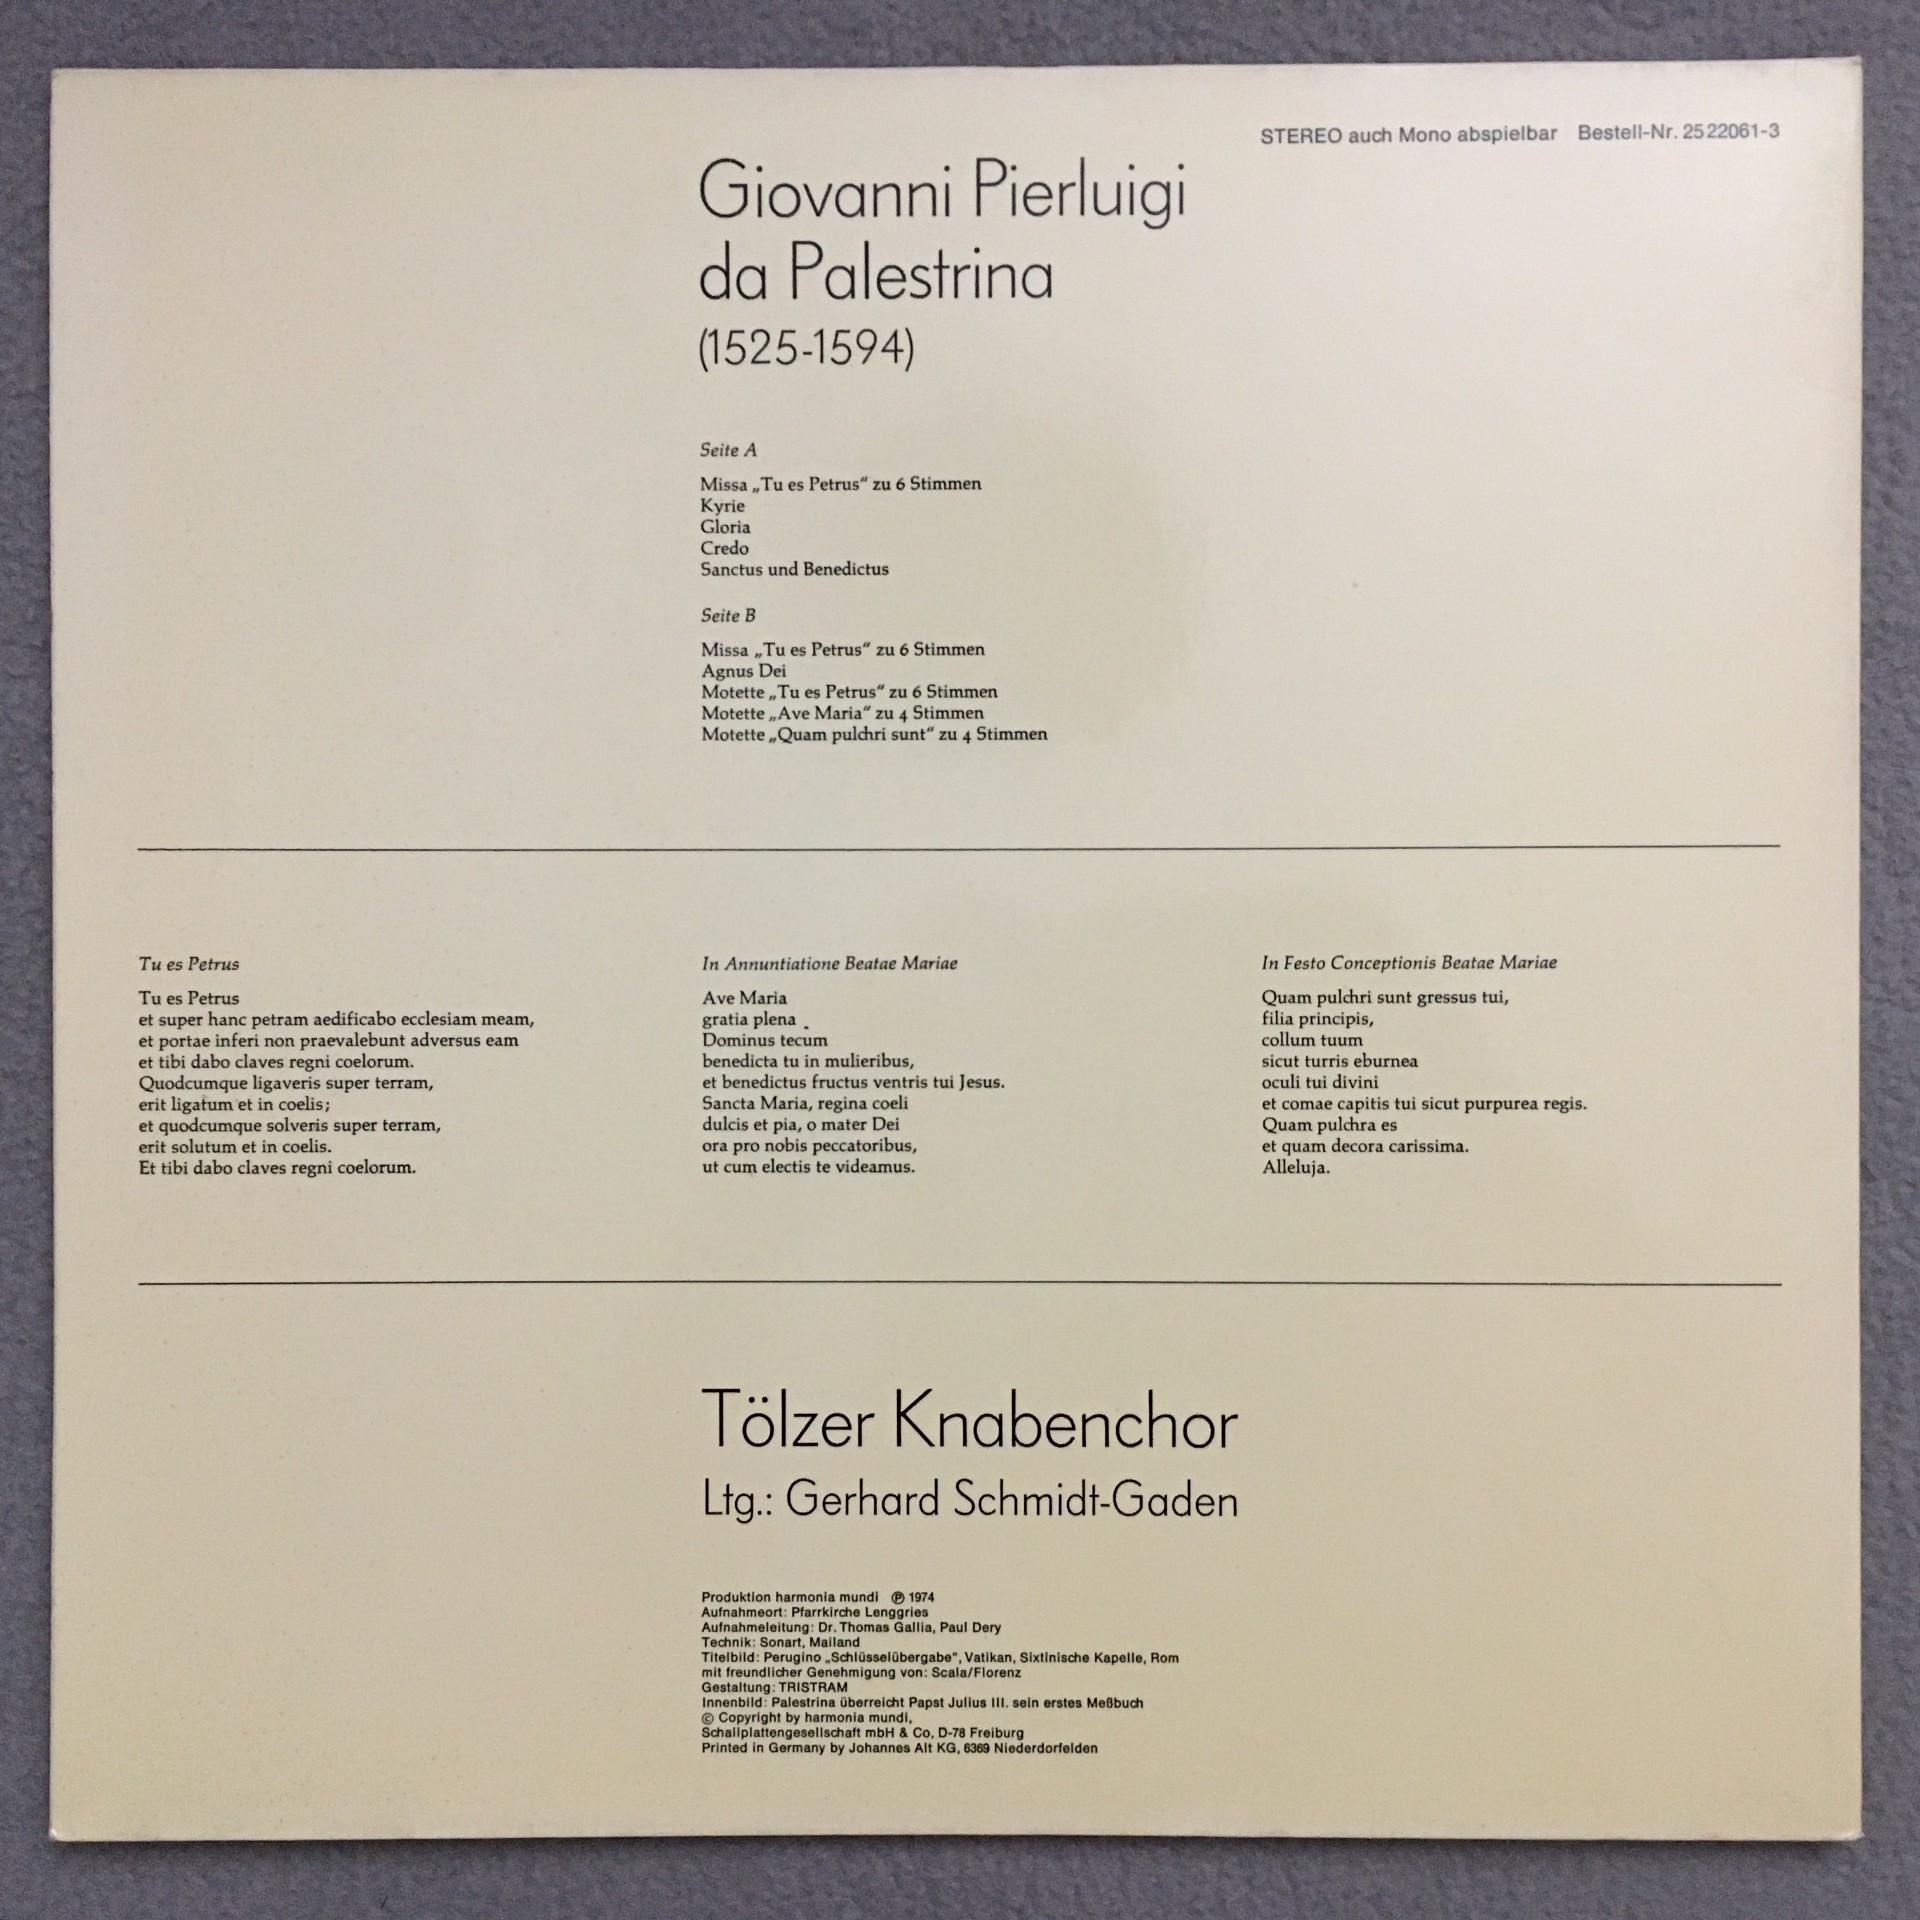 STEREO auch Mono abspielbar Bestell-Nr. 25 22061-3
Giovanni Pierluigi
da Palestrina
(1525-1594)
Seite A
Missa „Tu es Petrus“ zu 6 Stimmen
Kyrie
Gloria
Credo
Sanctus und Benedictus
Seite B
Missa „Tu es Petrus“ zu 6 Stimmen
Agnus Dei
Motette „Tu es Petrus“ zu 6 Stimmen
Motette „Ave Maria“ zu 4 Stimmen
Motette „Quam pulchri sunt“ zu 4 Stimmen
Tu es Petrus
Tu es Petrus
et super hanc petram aedificabo ecclesiam meam,
et portae inferi non praevalebunt adversus eam
et tibi dabo claves regni coelorum.
Quodcumque ligaveris super terram,
erit ligatum et in coelis;
et quodcumque solveris super terram,
erit solutum et in coelis.
Et tibi dabo claves regni coelorum.
In Annuntiatione Beatae Mariae
Ave Maria
gratia plena
Dominus tecum
benedicta tu in mulieribus,
et benedictus fructus ventris tui Jesus.
Sancta Maria, regina coeli
dulcis et pia, o mater Dei
ora pro nobis peccatoribus,
ut cum electis te videamus.
In Festo Conceptionis Beatae Mariae
Quam pulchri sunt gressus tui,
filia principis,
collum tuum
sicut turris eburnea
oculi tui divini
et comae capitis tui sicut purpurea regis.
Quam pulchra es
et quam decora carissima.
Alleluja.
Tölzer Knabenchor
Ltg.: Gerhard Schmidt-Gaden
Produktion harmonia mundi ℗ 1974
Aufnahmeort: Pfarrkirche Lenggries
Aufnahmeleitung: Dr. Thomas Gallia, Paul Dery
Technik: Sonart, Mailand
Titelbild: Perugino „Schlüsselübergabe“, Vatikan, Sixtinische Kapelle, Rom
mit freundlicher Genehmigung von: Scala/Florenz
Gestaltung: TRISTRAM
Innenbild: Palestrina überreicht Papst Julius III. sein erstes Meßbuch
© Copyright by harmonia mundi,
Schallplattengesellschaft mbH & Co, D-78 Freiburg
Printed in Germany by Johannes Alt KG, 6369 Niederdorfelden